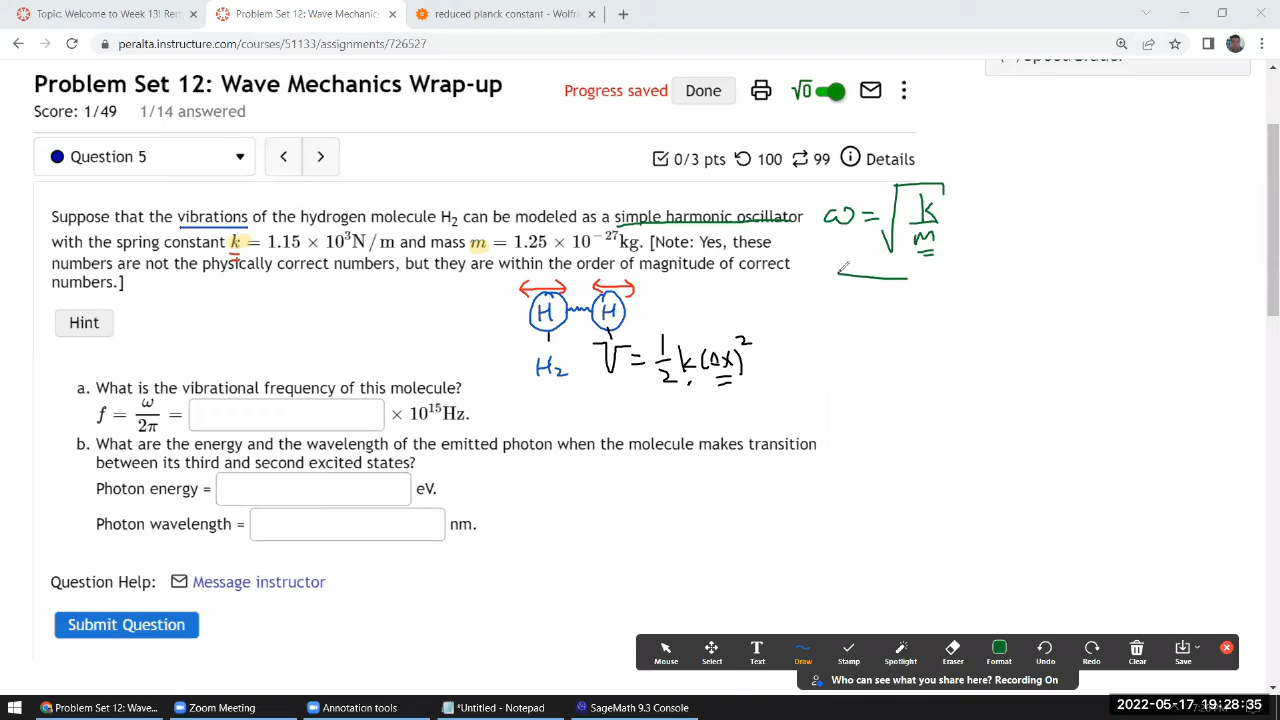 Topic: Welcome to Week 13! Rem
Peralta.instructure.com
Problem Set 12: Wave Mechanics
reduced planck constant - Wolfr
peralta.instructure.com/courses/51133/assignments/726527
Problem Set 12: Wave Mechanics Wrap-up
Progress saved
Done
√0
Score: 1/49 1/14 answered
Question 5
0/3 pts 100 99 Details
Suppose that the vibrations of the hydrogen molecule H₂ can be modeled as a simple harmonic oscillator
with the spring constant k = 1.15 × 10³N/m and mass m = 1.25 × 10⁻²⁷kg. [Note: Yes, these
numbers are not the physically correct numbers, but they are within the order of magnitude of correct
numbers.]
ω = √(k/m)
Hint
H H
H₂
V = 1/2 k (Δx)²
a. What is the vibrational frequency of this molecule?
f = ω/2π = × 10¹⁵Hz.
b. What are the energy and the wavelength of the emitted photon when the molecule makes transition
between its third and second excited states?
Photon energy = eV.
Photon wavelength = nm.
Question Help: Message instructor
Submit Question
Mouse Select Text Draw Stamp Spotlight Eraser Format Undo Redo Clear Save
Who can see what you share here? Recording On
Problem Set 12: Wave... Zoom Meeting Annotation tools *Untitled - Notepad SageMath 9.3 Console
2022-05-17 19:28:35